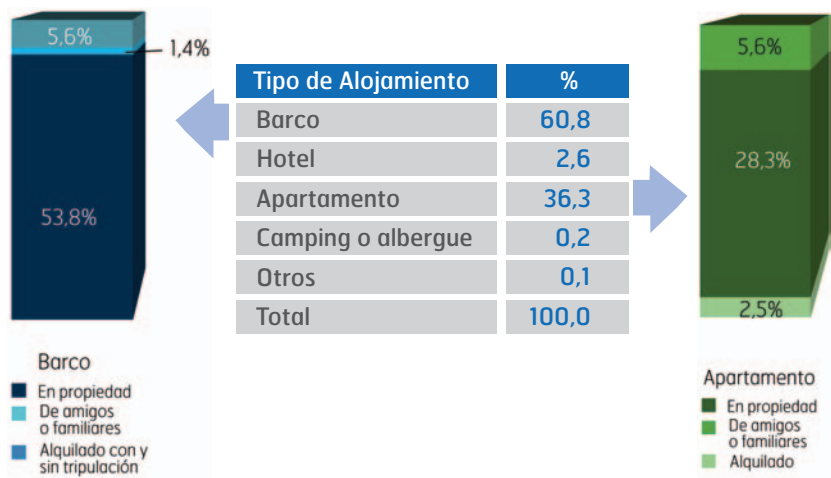 5,6%
1,4%
53,8%
Barco
En propiedad
De amigos
o familiares
Alquilado con y
sin tripulación
Tipo de Alojamiento %
Barco 60,8
Hotel 2,6
Apartamento 36,3
Camping o albergue 0,2
Otros 0,1
Total 100,0
5,6%
28,3%
2,5%
Apartamento
En propiedad
De amigos
o familiares
Alquilado